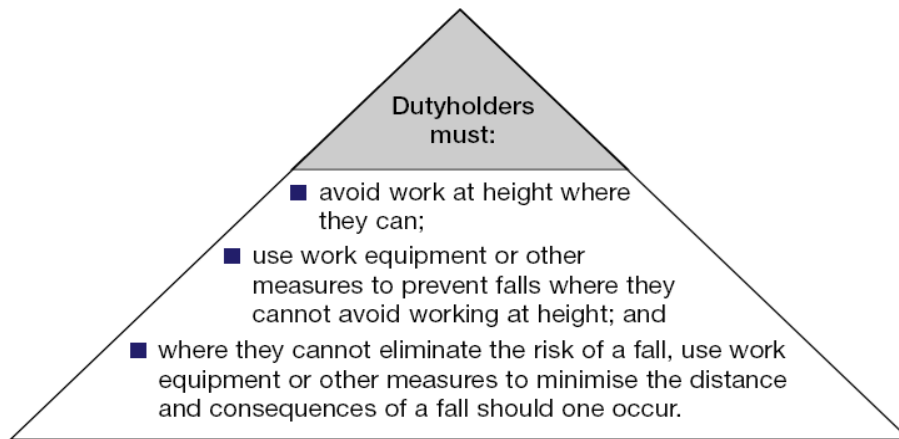 Dutyholders
must:
■ avoid work at height where
they can;
■ use work equipment or other
measures to prevent falls where they
cannot avoid working at height; and
■ where they cannot eliminate the risk of a fall, use work
equipment or other measures to minimise the distance
and consequences of a fall should one occur.